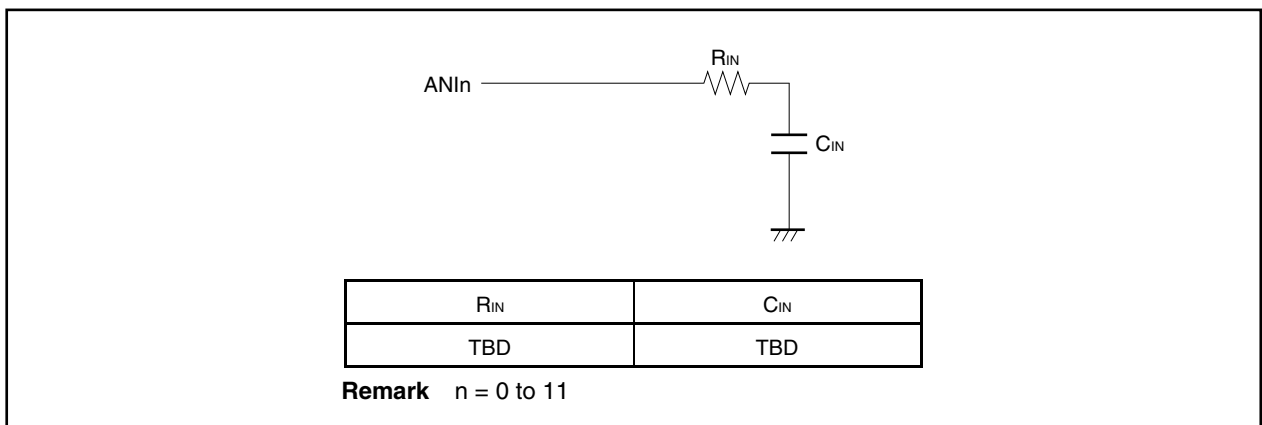 RIN
ANIn
CIN
RIN CIN
TBD TBD
Remark n = 0 to 11